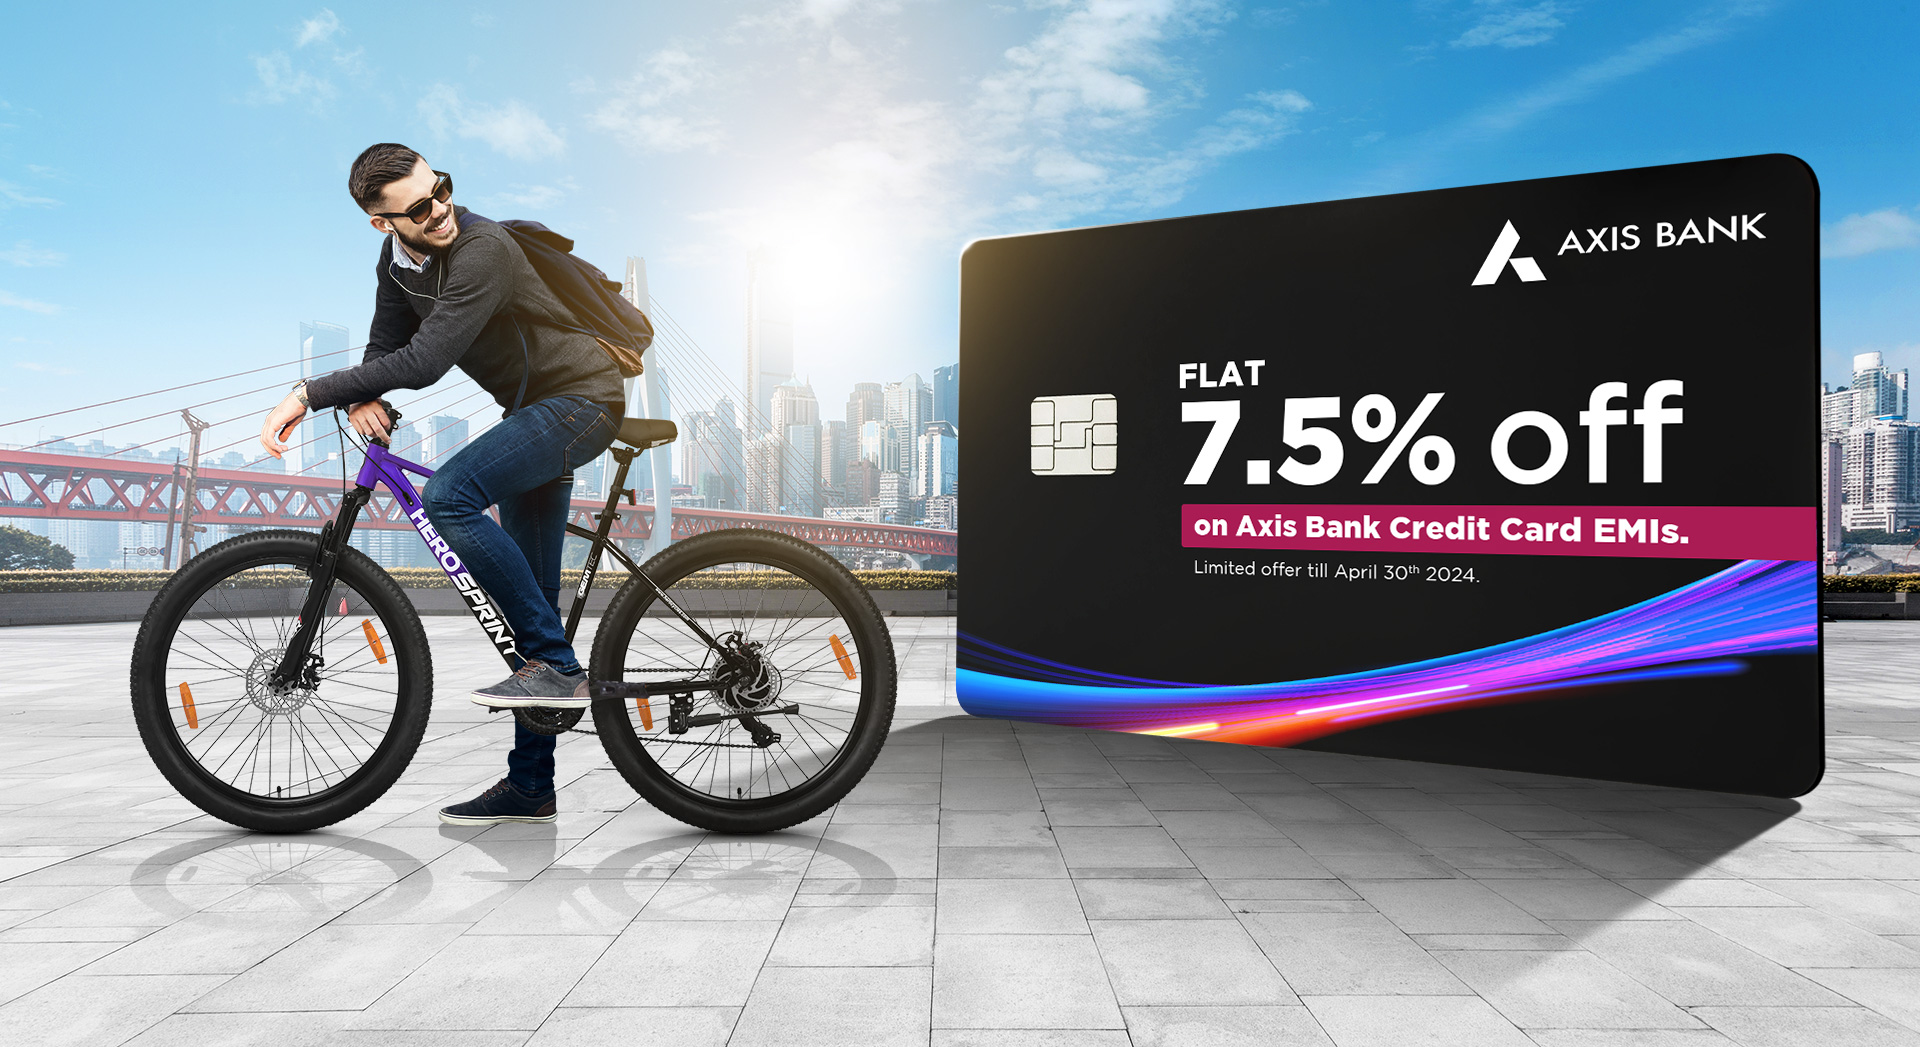 AXIS BANK
FLAT
7.5% off
on Axis Bank Credit Card EMIs.
Limited offer till April 30th 2024.
HERO SPRINT
GEMTEC